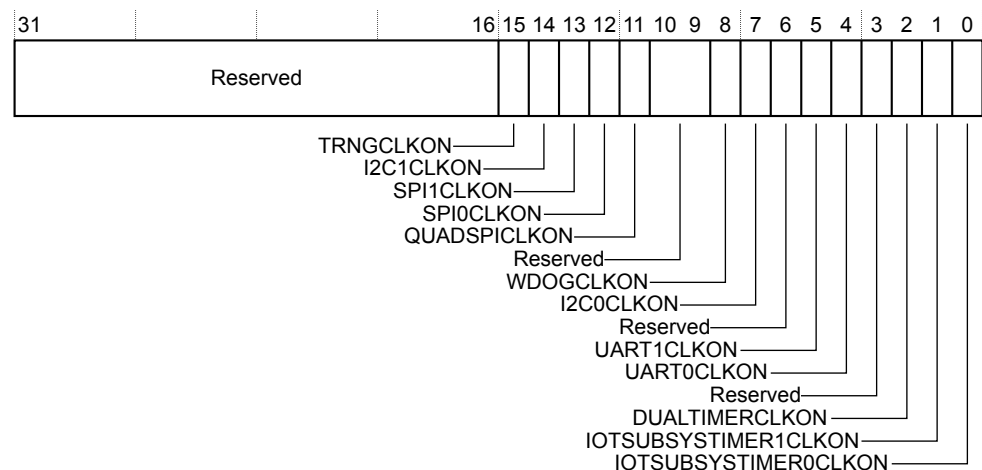 31 16 15 14 13 12 11 10 9 8 7 6 5 4 3 2 1 0
Reserved
TRNGCLKON
I2C1CLKON
SPI1CLKON
SPI0CLKON
QUADSPICLKON
Reserved
WDOGCLKON
I2C0CLKON
Reserved
UART1CLKON
UART0CLKON
Reserved
DUALTIMERCLKON
IOTSUBSYSTIMER1CLKON
IOTSUBSYSTIMER0CLKON